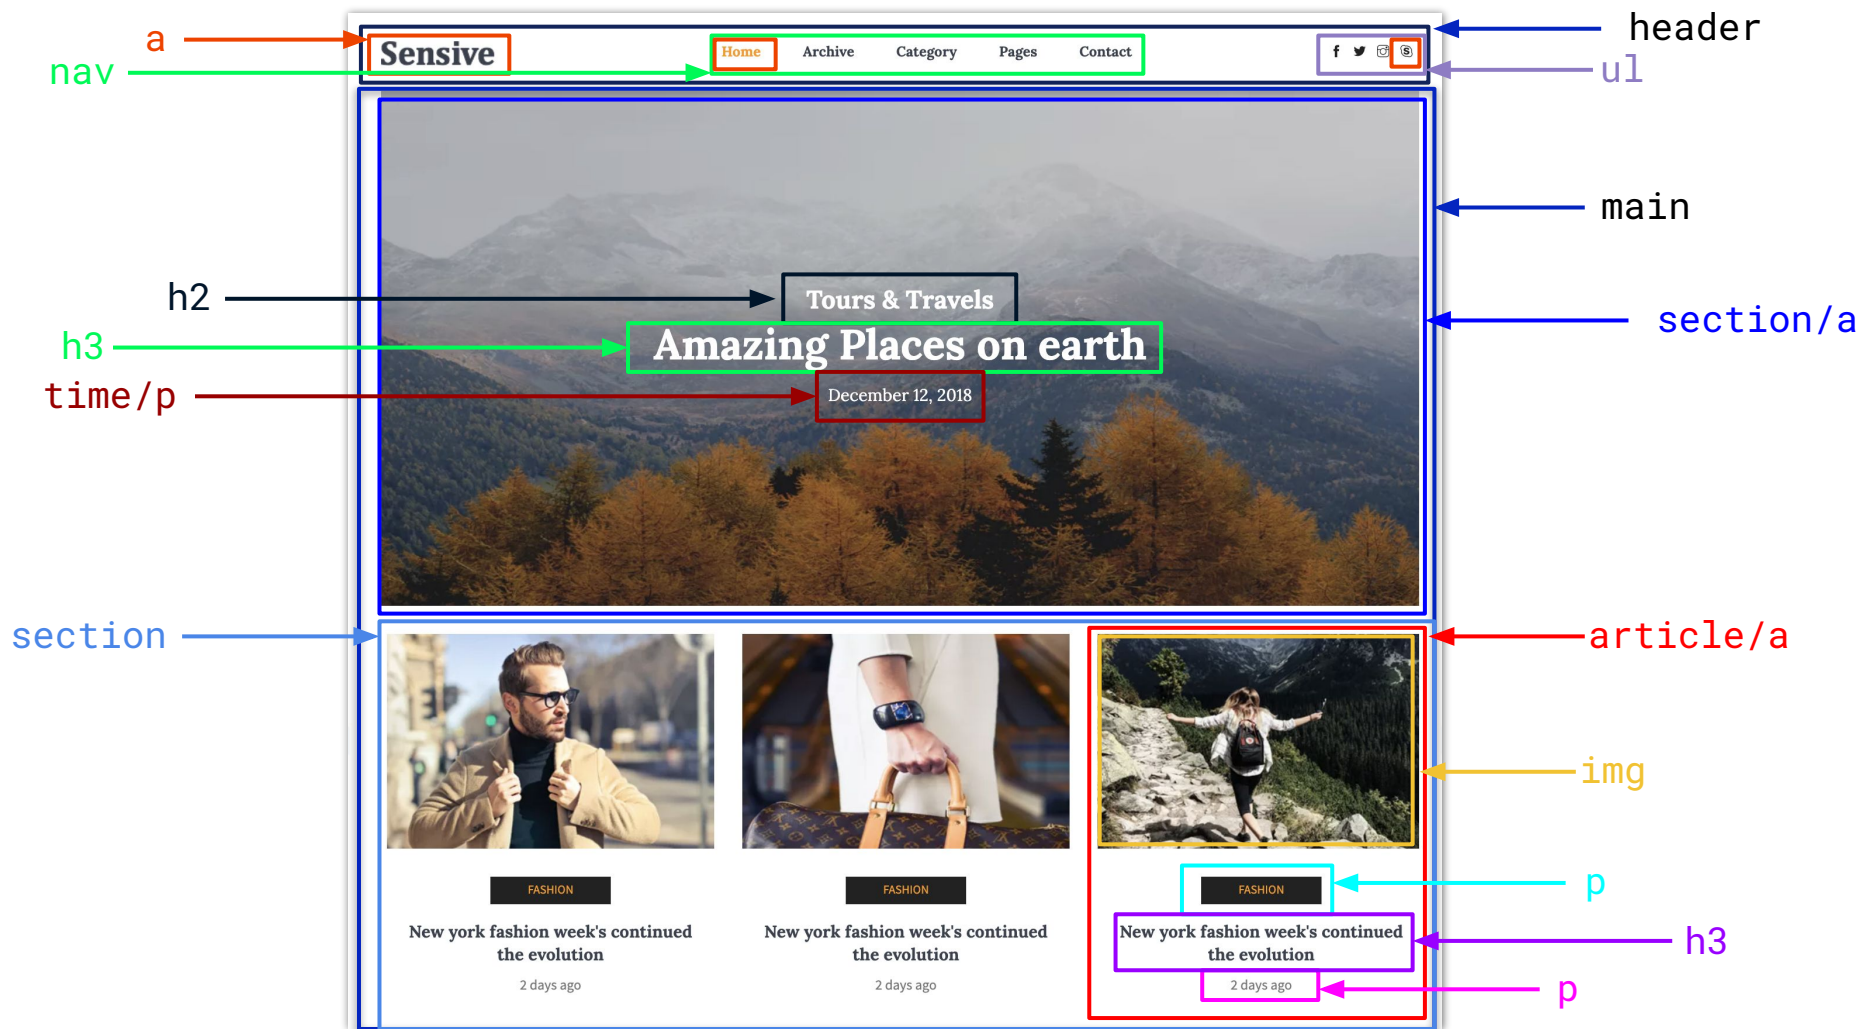 a
Sensive
Home Archive Category Pages Contact
header
nav
ul
main
h2
Tours & Travels
section/a
h3
Amazing Places on earth
time/p
December 12, 2018
section
article/a
img
FASHION
FASHION
FASHION
p
New york fashion week's continued
the evolution
New york fashion week's continued
the evolution
New york fashion week's continued
the evolution
h3
2 days ago
2 days ago
2 days ago
p